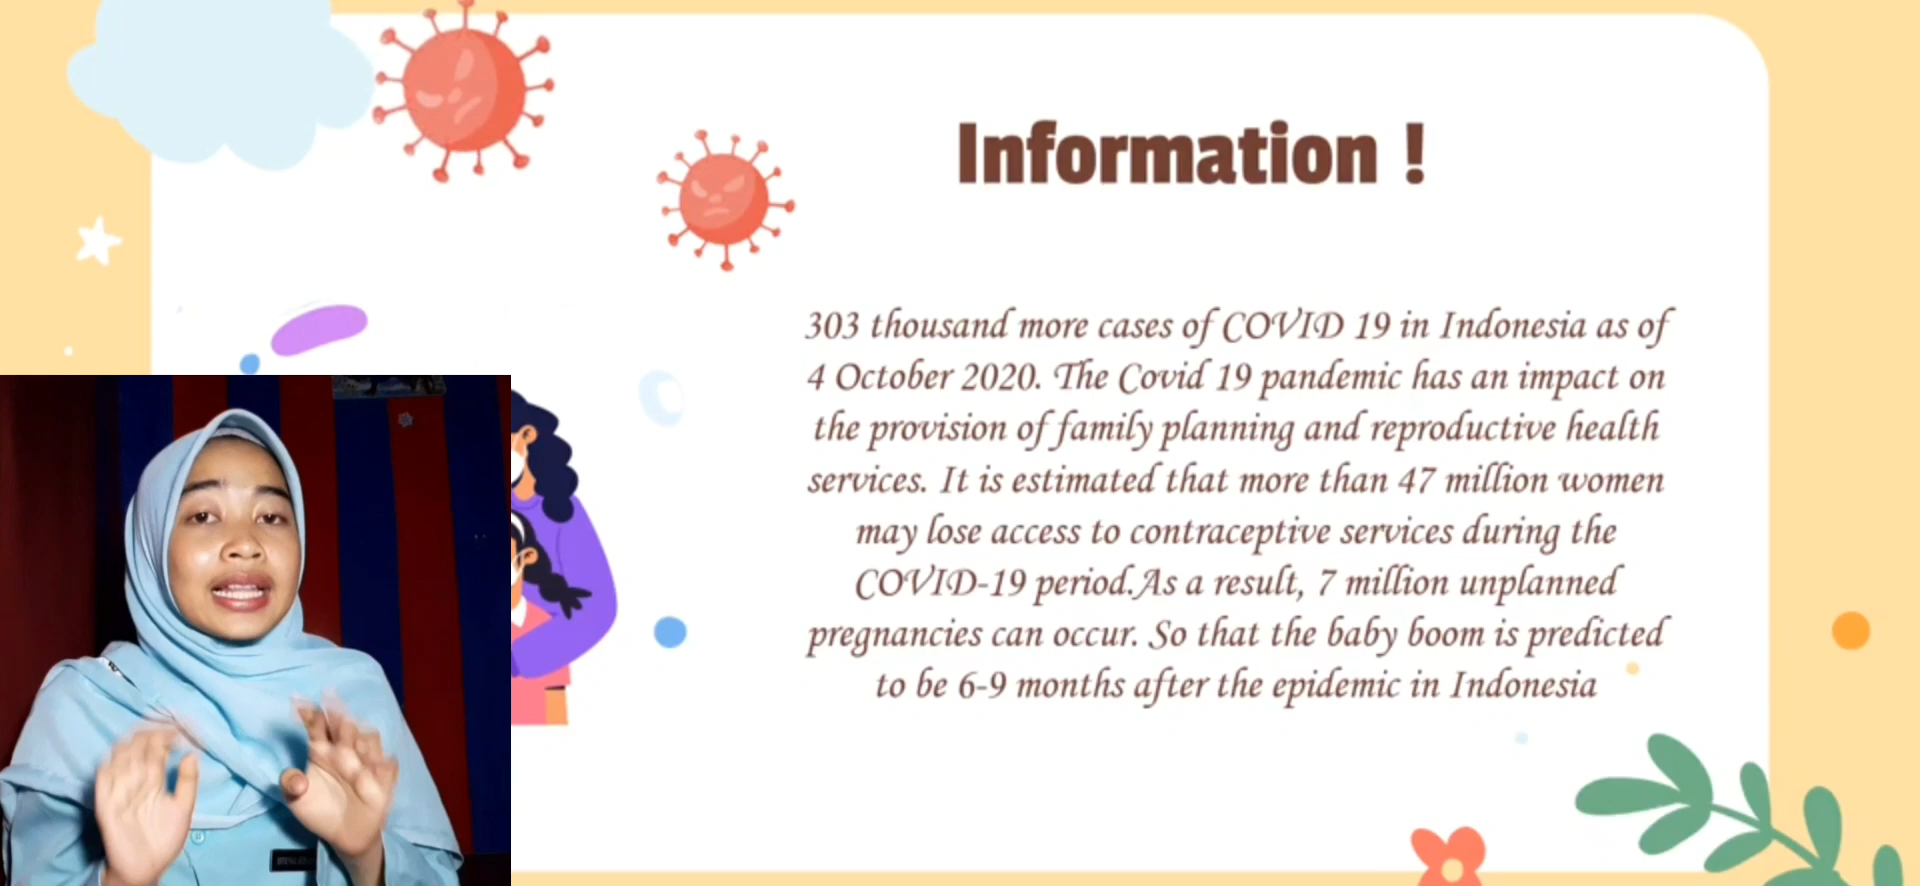 Information !
303 thousand more cases of COVID 19 in Indonesia as of
4 October 2020. The Covid 19 pandemic has an impact on
the provision of family planning and reproductive health
services. It is estimated that more than 47 million women
may lose access to contraceptive services during the
COVID-19 period.As a result, 7 million unplanned
pregnancies can occur. So that the baby boom is predicted
to be 6-9 months after the epidemic in Indonesia